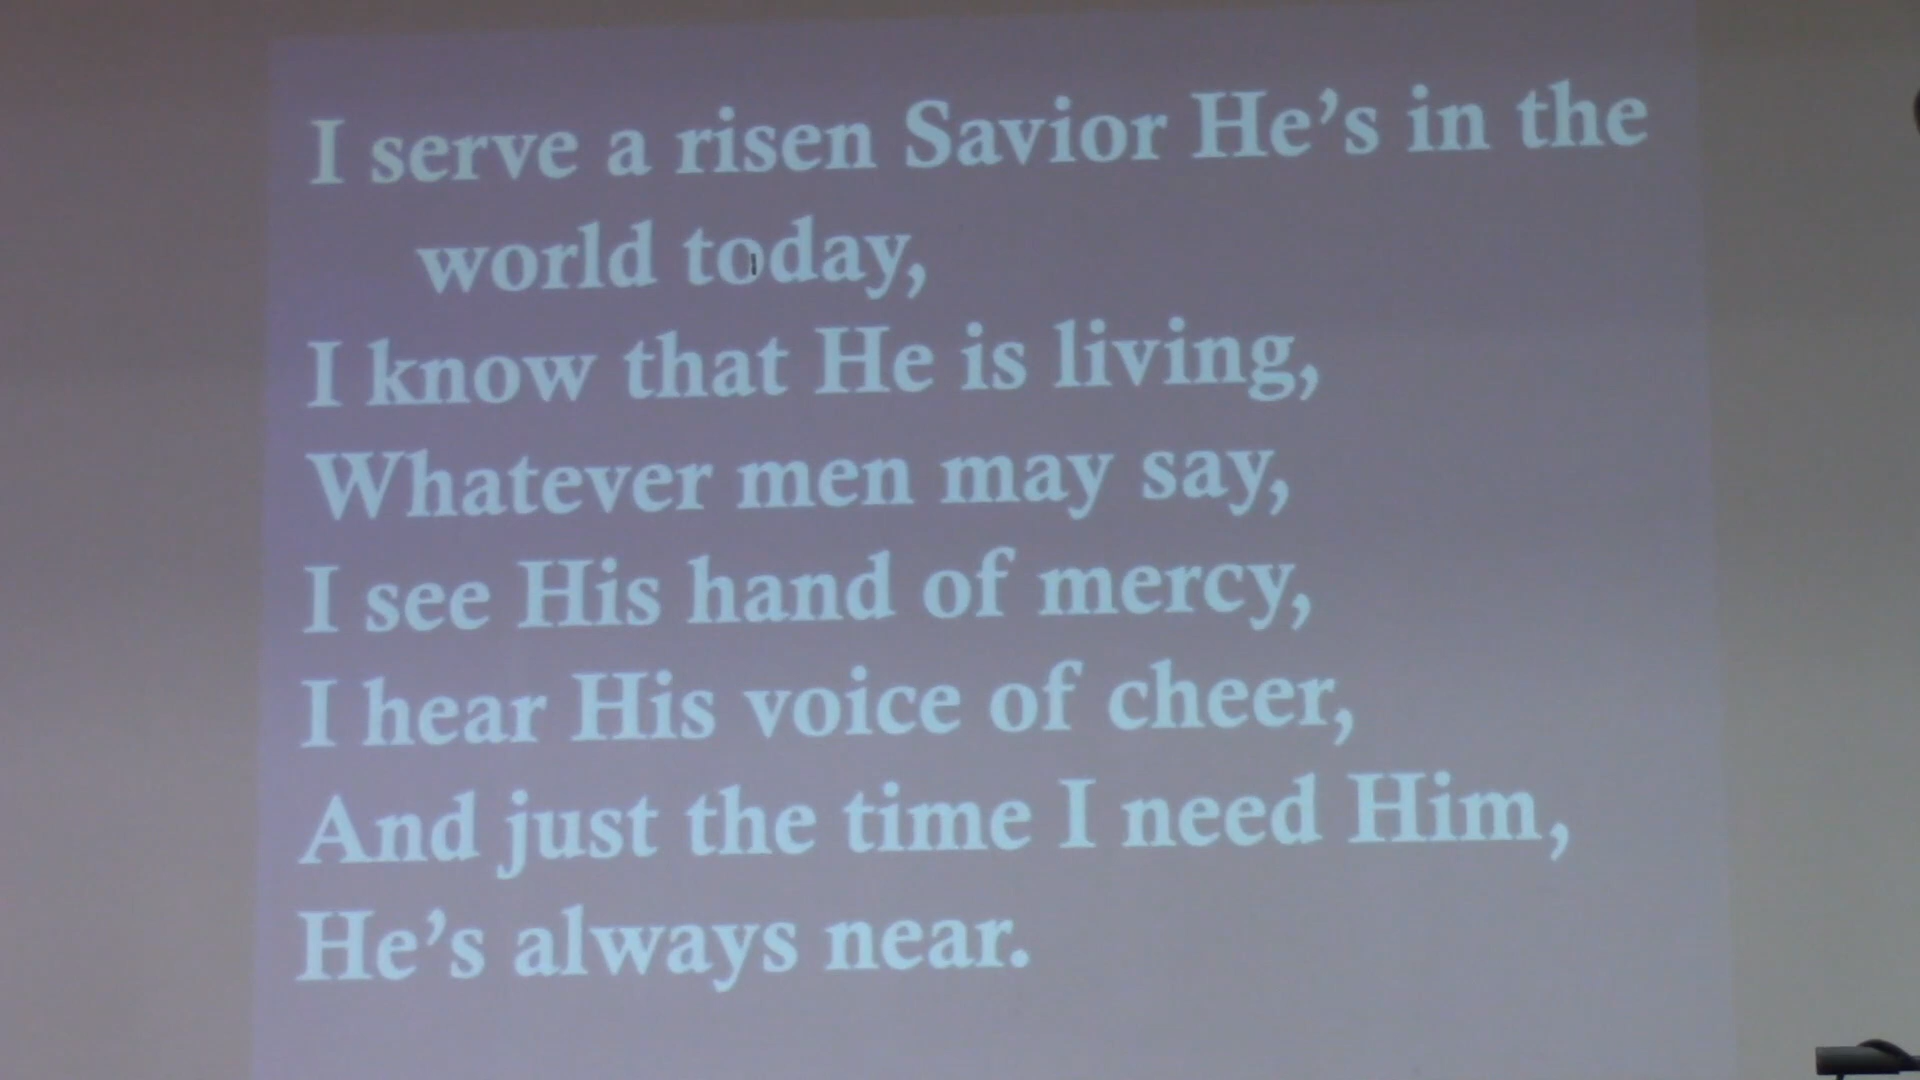 I serve a risen Savior He’s in the
world today,
I know that He is living,
Whatever men may say,
I see His hand of mercy,
I hear His voice of cheer,
And just the time I need Him,
He’s always near.